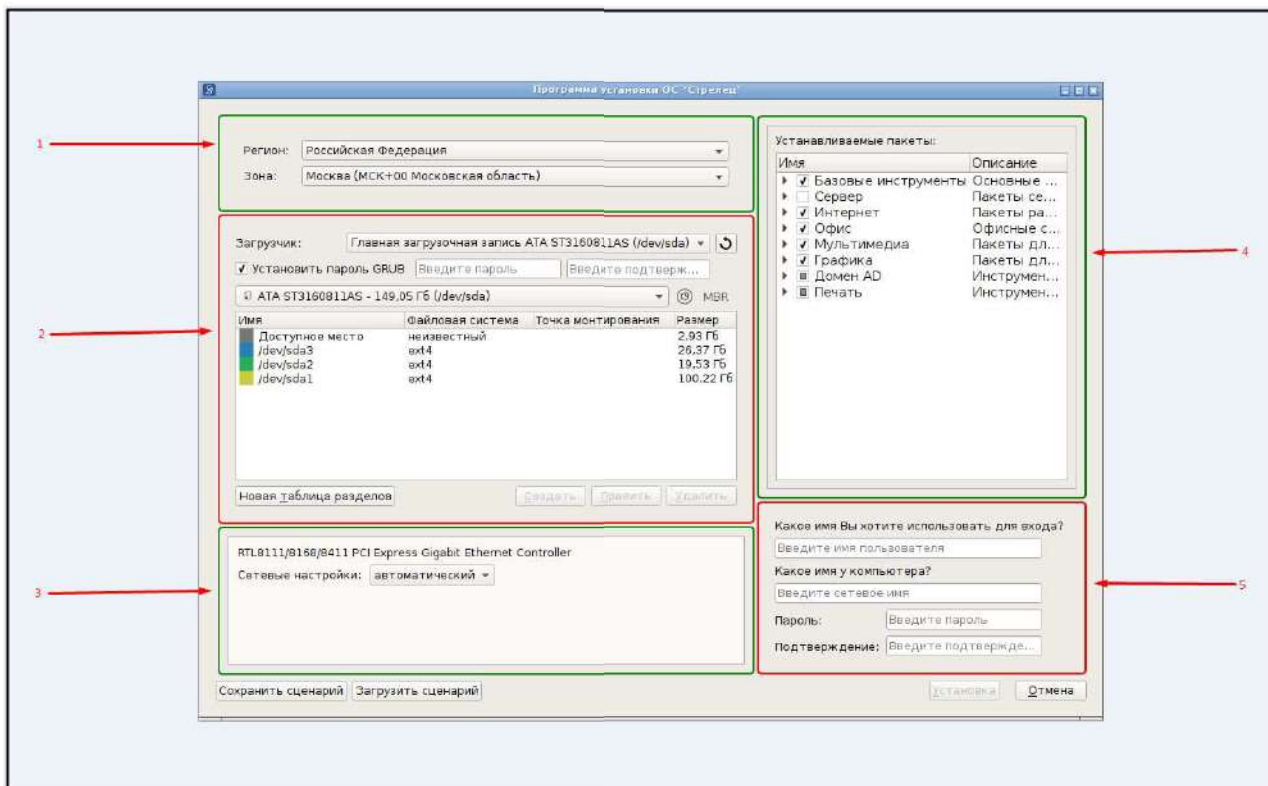 Программа установки ОС "Стрелец"
1
Регион: Российская Федерация
Зона: Москва (МСК+00 Московская область)
2
Загрузчик: Главная загрузочная запись ATA ST3160811AS (/dev/sda)
Установить пароль GRUB Введите пароль Введите подтверж...
ATA ST3160811AS - 149,05 Гб (/dev/sda) MBR
Имя Файловая система Точка монтирования Размер
Доступное место неизвестный 2,93 Гб
/dev/sda3 ext4 26,37 Гб
/dev/sda2 ext4 19,53 Гб
/dev/sda1 ext4 100,22 Гб
Новая таблица разделов Создать Править Удалить
3
RTL8111/8168/8411 PCI Express Gigabit Ethernet Controller
Сетевые настройки: автоматический
4
Устанавливаемые пакеты:
Имя Описание
Базовые инструменты Основные ...
Сервер Пакеты се...
Интернет Пакеты ра...
Офис Офисные с...
Мультимедиа Пакеты дл...
Графика Пакеты дл...
Домен AD Инструмен...
Печать Инструмен...
5
Какое имя Вы хотите использовать для входа?
Введите имя пользователя
Какое имя у компьютера?
Введите сетевое имя
Пароль: Введите пароль
Подтверждение: Введите подтвержде...
Сохранить сценарий Загрузить сценарий Установка Отмена